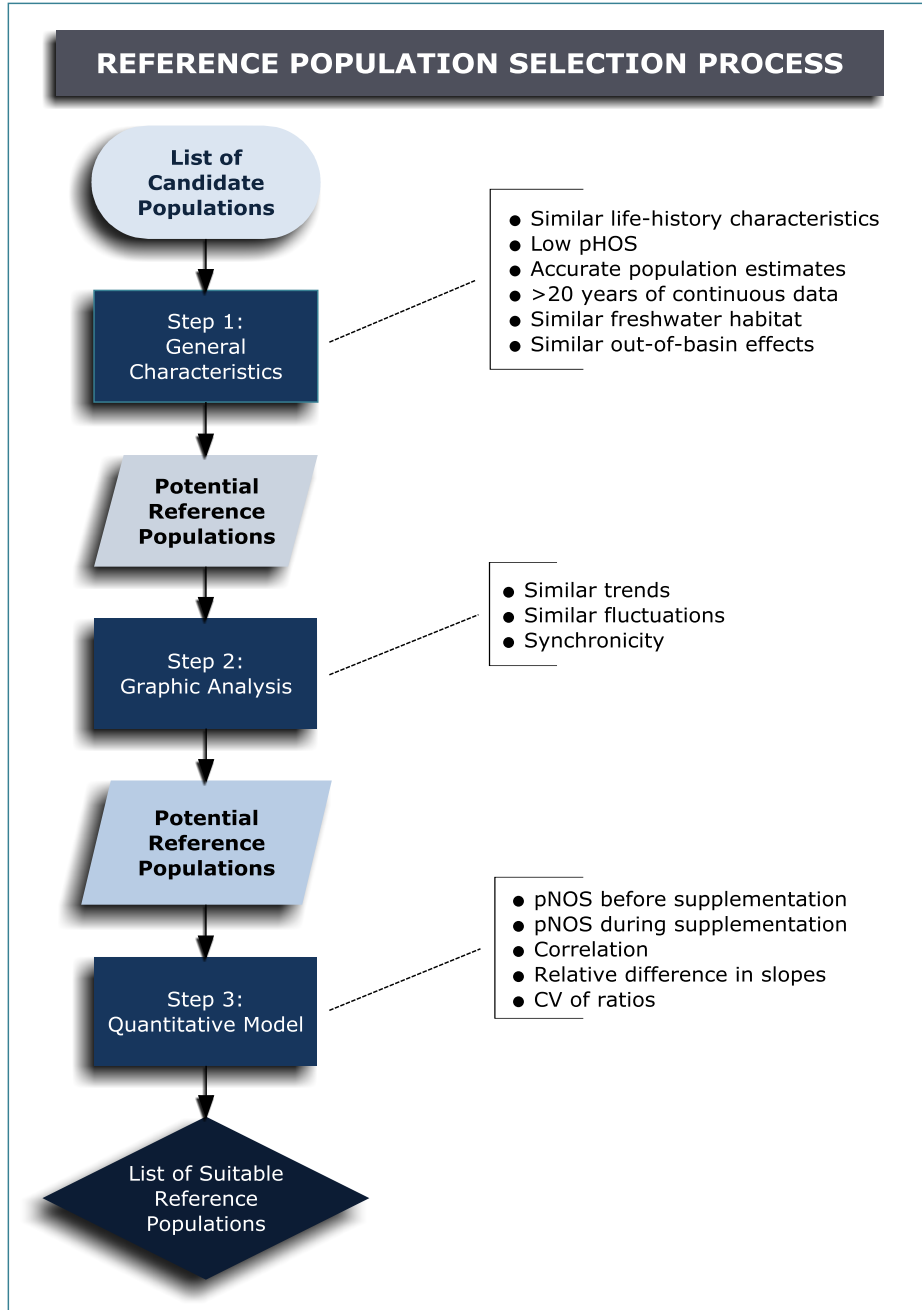 REFERENCE POPULATION SELECTION PROCESS
List of
Candidate
Populations
Step 1:
General
Characteristics
● Similar life-history characteristics
● Low pHOS
● Accurate population estimates
● >20 years of continuous data
● Similar freshwater habitat
● Similar out-of-basin effects
Potential
Reference
Populations
Step 2:
Graphic Analysis
● Similar trends
● Similar fluctuations
● Synchronicity
Potential
Reference
Populations
Step 3:
Quantitative Model
● pNOS before supplementation
● pNOS during supplementation
● Correlation
● Relative difference in slopes
● CV of ratios
List of Suitable
Reference
Populations